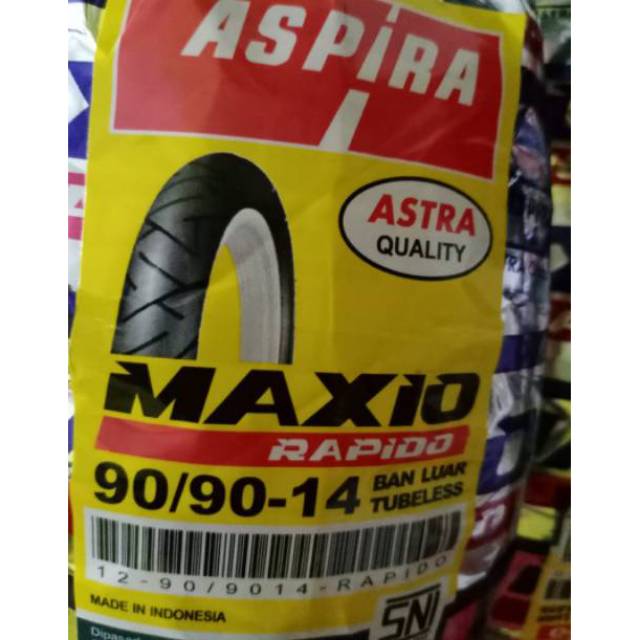 ASPIRA
ASTRA
QUALITY
MAXIO
RAPIDO
90/90-14 BAN LUAR
TUBELESS
12-90/9014-RAPIDO
MADE IN INDONESIA
SNI